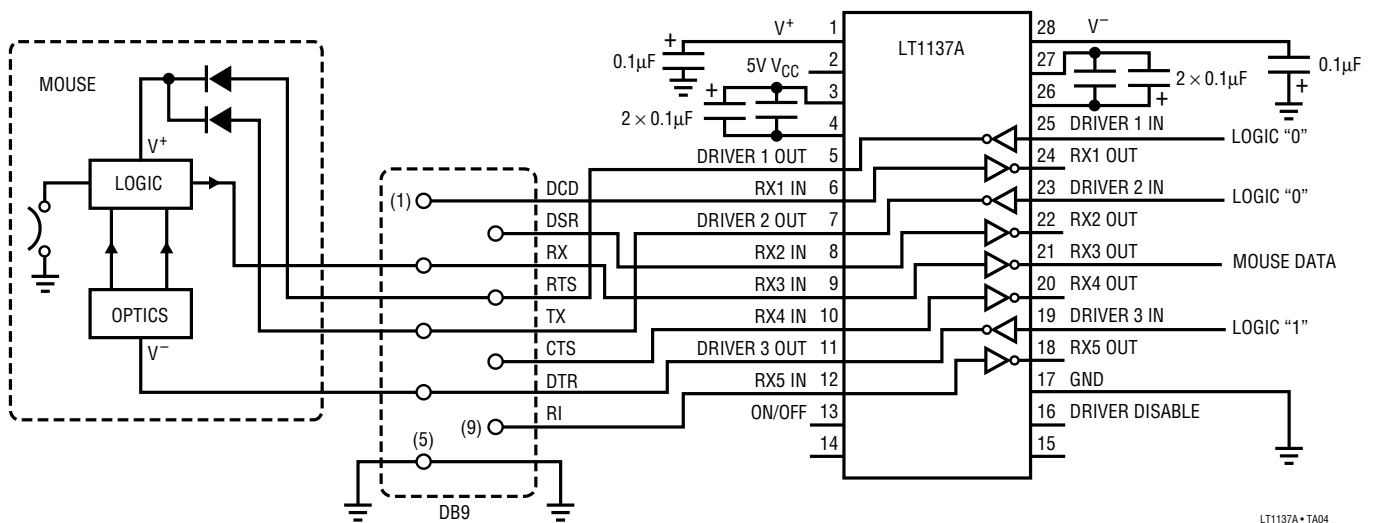 MOUSE
V+
LOGIC
OPTICS
V−
(1)
(9)
(5)
DB9
DCD
DSR
RX
RTS
TX
CTS
DTR
RI
0.1µF
+
V+
1
5V VCC
2
+
2 × 0.1µF
3
4
DRIVER 1 OUT 5
RX1 IN 6
DRIVER 2 OUT 7
RX2 IN 8
RX3 IN 9
RX4 IN 10
DRIVER 3 OUT 11
RX5 IN 12
ON/OFF 13
14
LT1137A
28 V−
27
26
+
2 × 0.1µF
+
0.1µF
25 DRIVER 1 IN
LOGIC “0”
24 RX1 OUT
23 DRIVER 2 IN
LOGIC “0”
22 RX2 OUT
21 RX3 OUT
MOUSE DATA
20 RX4 OUT
19 DRIVER 3 IN
LOGIC “1”
18 RX5 OUT
17 GND
16 DRIVER DISABLE
15
LT1137A • TA04